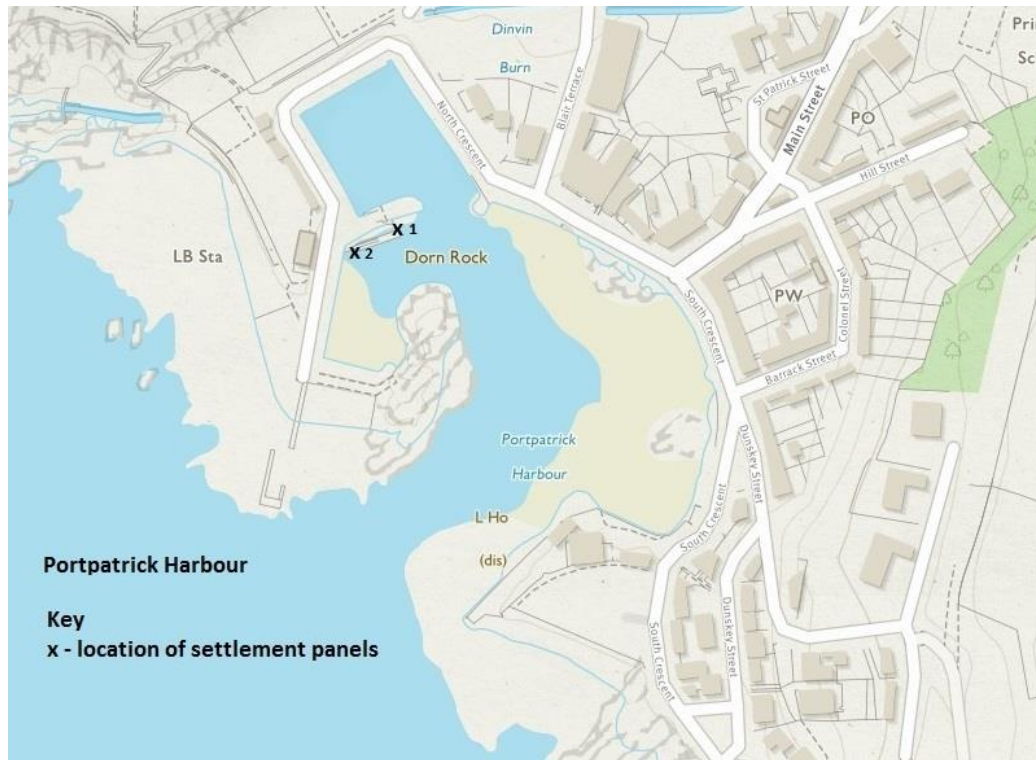 Dinvin
Burn
Pri
Sc
St Patrick Street
Blair Terrace
North Crescent
Main Street
PO
Hill Street
x 1
x 2
LB Sta
Dorn Rock
South Crescent
PW
Colonel Street
Barrack Street
Portpatrick
Harbour
Dunskey Street
South Crescent
L Ho
(dis)
Portpatrick Harbour
Key
x - location of settlement panels
Dunskey Street
South Crescent